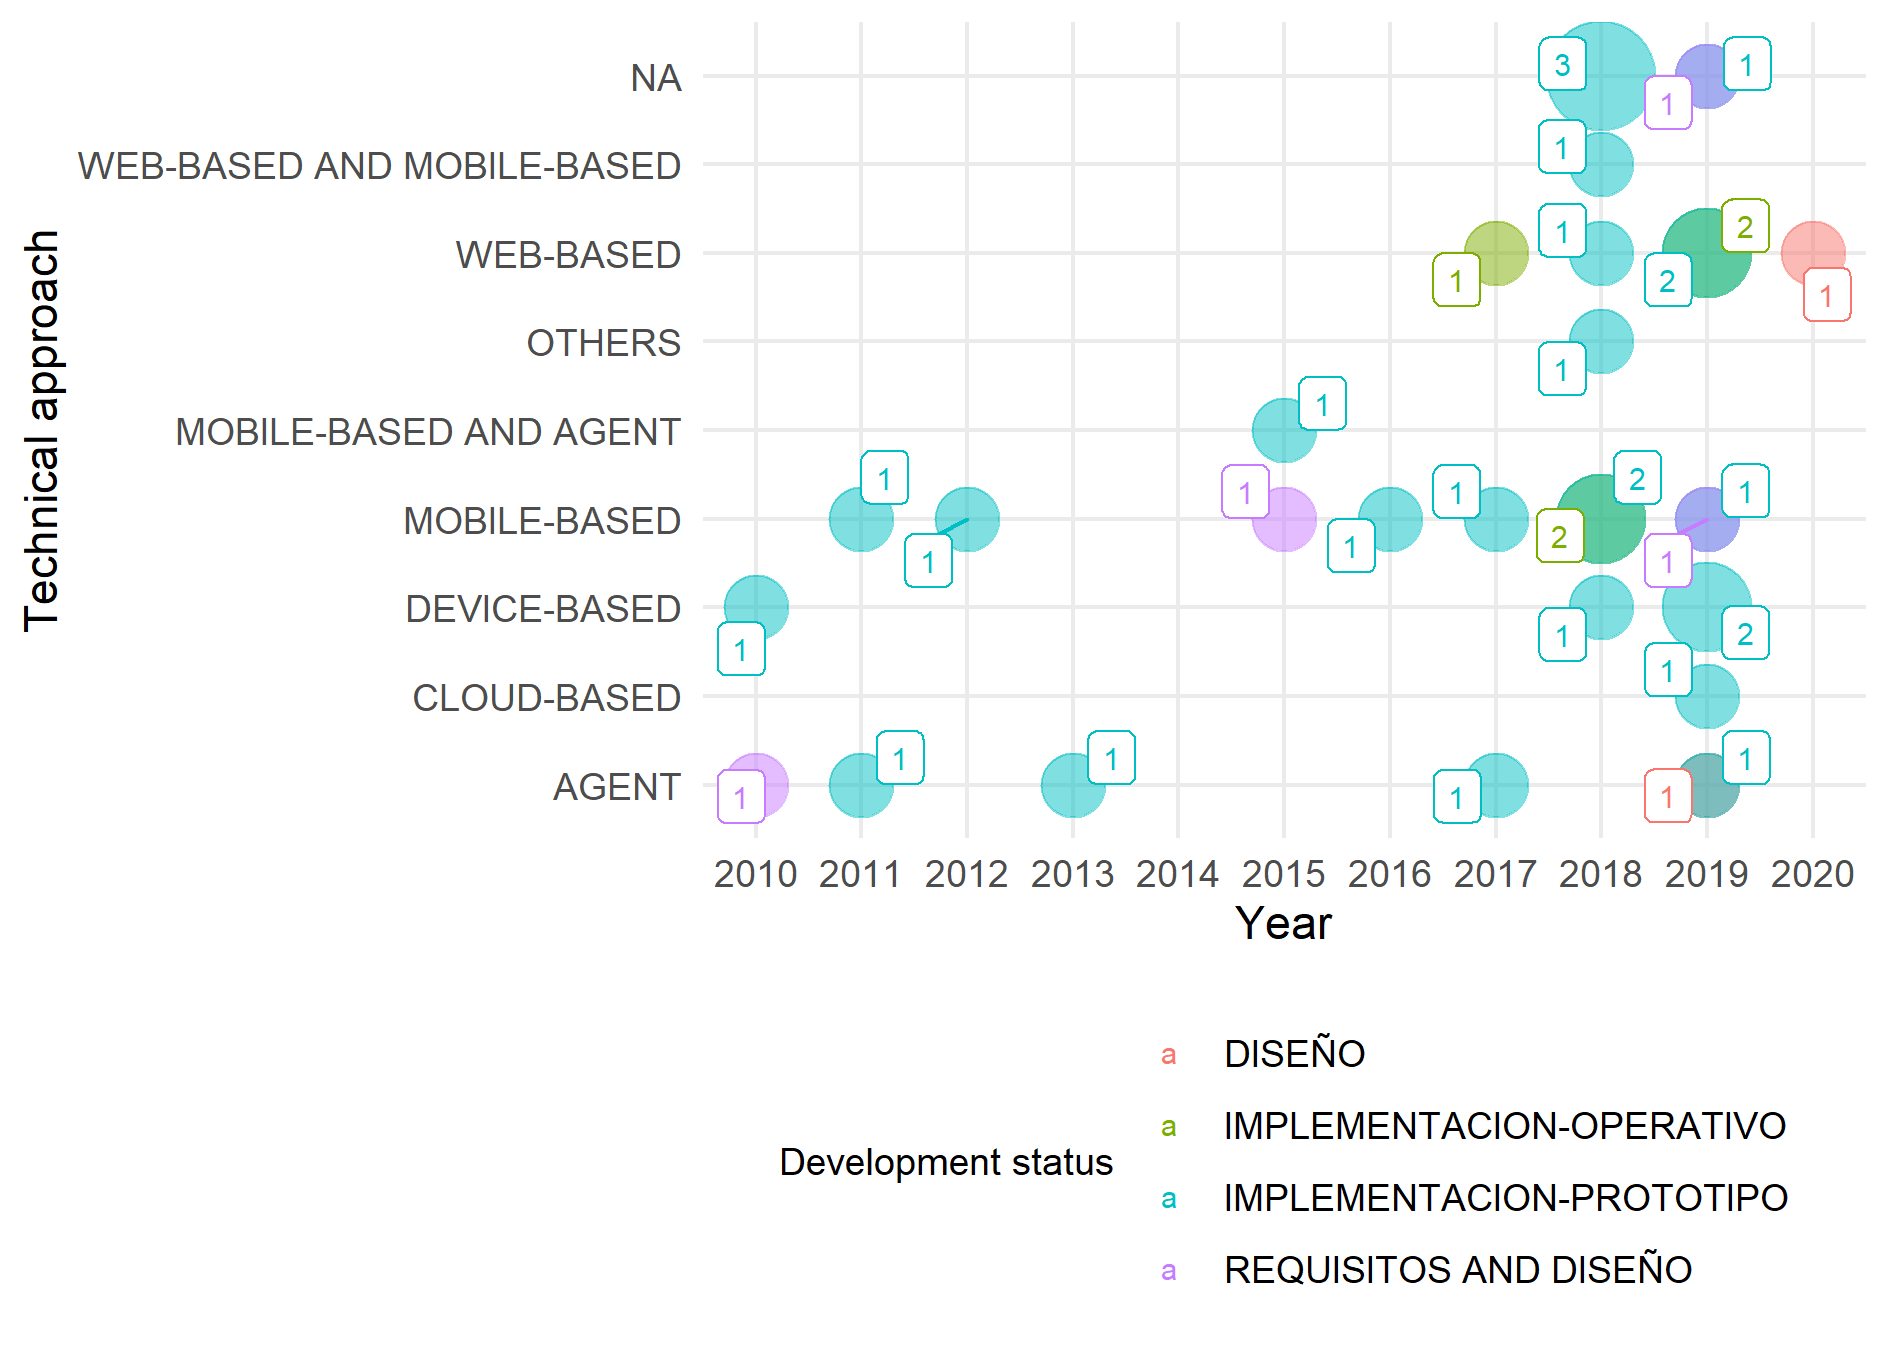 Technical approach
NA
3
1
1
WEB-BASED AND MOBILE-BASED
1
WEB-BASED
1
1
2
2
1
OTHERS
1
MOBILE-BASED AND AGENT
1
MOBILE-BASED
1
1
1
1
1
2
2
1
1
DEVICE-BASED
1
1
2
CLOUD-BASED
1
AGENT
1
1
1
1
1
1
2010 2011 2012 2013 2014 2015 2016 2017 2018 2019 2020
Year
Development status
a DISEÑO
a IMPLEMENTACION-OPERATIVO
a IMPLEMENTACION-PROTOTIPO
a REQUISITOS AND DISEÑO